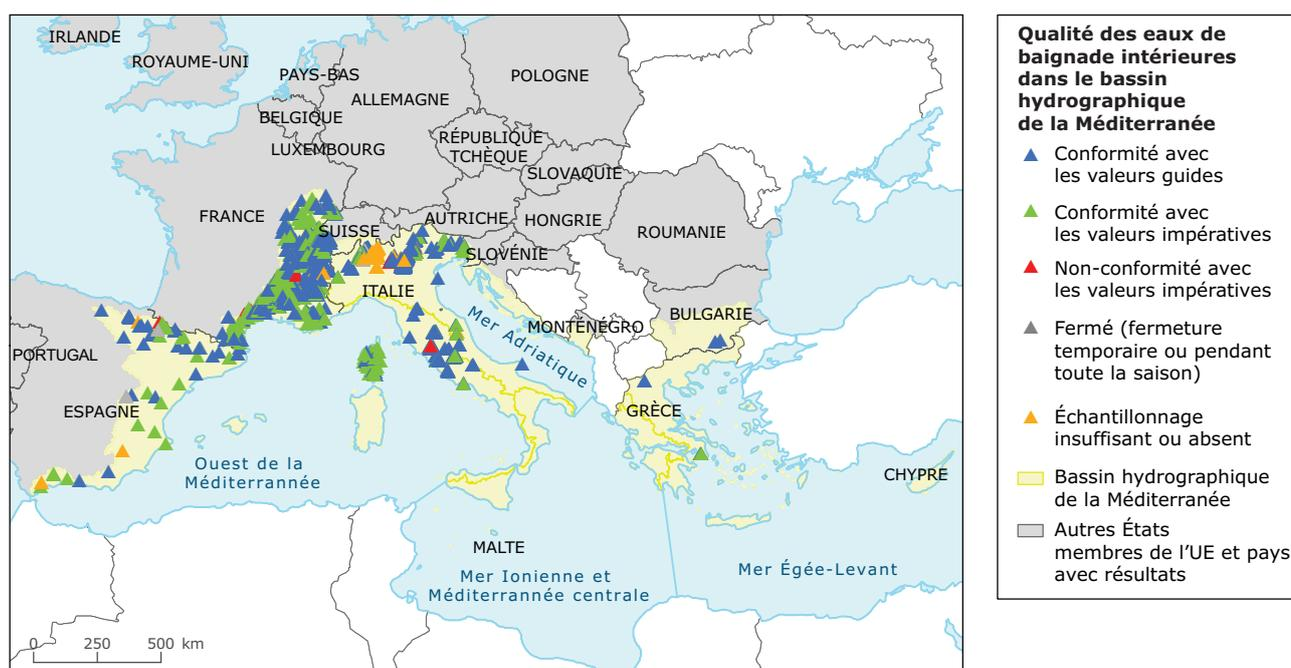 IRLANDE
ROYAUME-UNI
PAYS-BAS
POLOGNE
ALLEMAGNE
BELGIQUE
RÉPUBLIQUE
TCHÈQUE
LUXEMBOURG
SLOVAQUIE
FRANCE
AUTRICHE
HONGRIE
SUISSE
ROUMANIE
SLOVÉNIE
ITALIE
BULGARIE
MONTÉNÉGRO
Mer Adriatique
PORTUGAL
ESPAGNE
GRÈCE
Ouest de la
Méditerrannée
CHYPRE
MALTE
Mer Ionienne et
Méditerrannée centrale
Mer Égée-Levant
0 250 500 km
Qualité des eaux de
baignade intérieures
dans le bassin
hydrographique
de la Méditerranée
Conformité avec
les valeurs guides
Conformité avec
les valeurs impératives
Non-conformité avec
les valeurs impératives
Fermé (fermeture
temporaire ou pendant
toute la saison)
Échantillonnage
insuffisant ou absent
Bassin hydrographique
de la Méditerranée
Autres États
membres de l'UE et pays
avec résultats